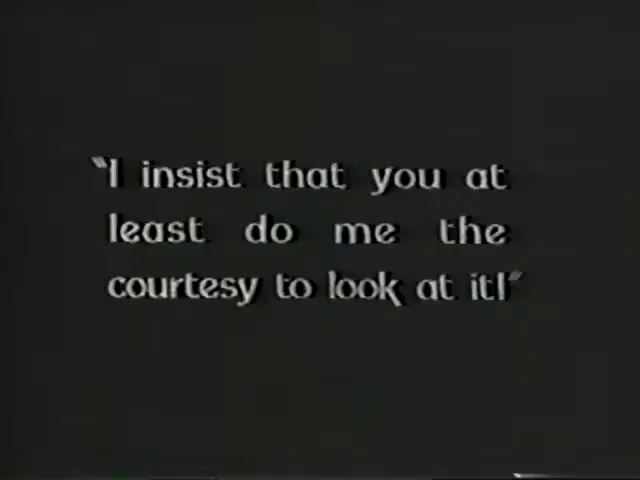 "I insist that you at
least do me the
courtesy to look at it!"